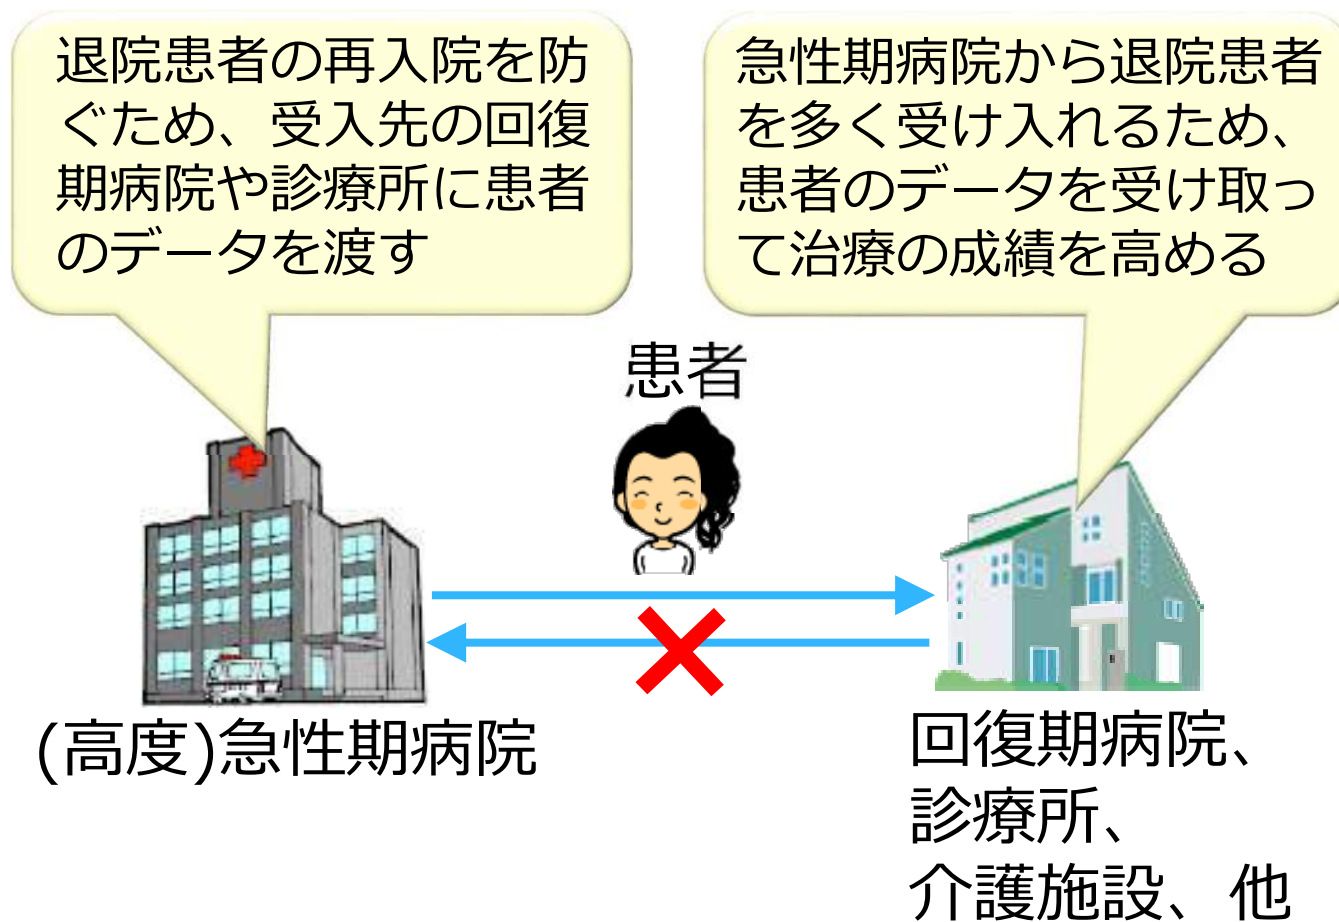 退院患者の再入院を防
ぐため、受入先の回復
期病院や診療所に患者
のデータを渡す
急性期病院から退院患者
を多く受け入れるため、
患者のデータを受け取っ
て治療の成績を高める
患者
(高度)急性期病院
回復期病院、
診療所、
介護施設、他